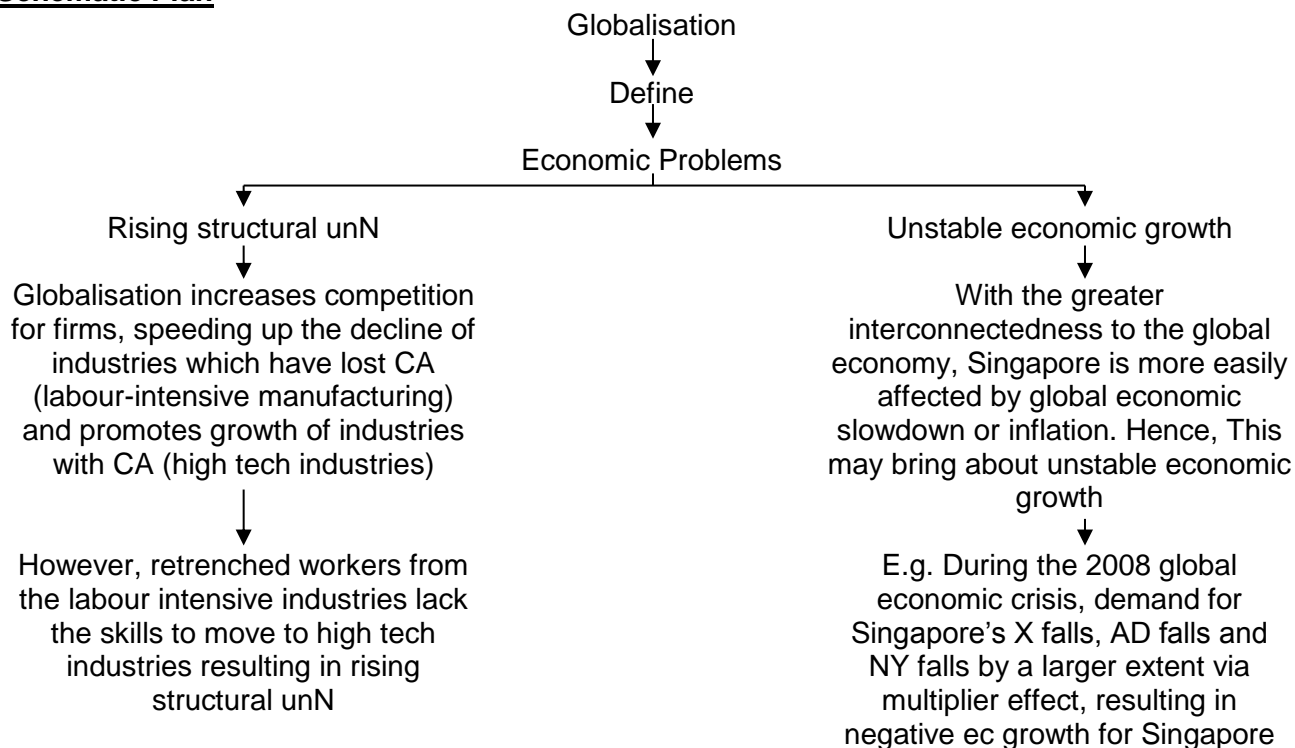 Schematic Plan
Globalisation
Define
Economic Problems
Rising structural unN
Globalisation increases competition
for firms, speeding up the decline of
industries which have lost CA
(labour-intensive manufacturing)
and promotes growth of industries
with CA (high tech industries)
However, retrenched workers from
the labour intensive industries lack
the skills to move to high tech
industries resulting in rising
structural unN
Unstable economic growth
With the greater
interconnectedness to the global
economy, Singapore is more easily
affected by global economic
slowdown or inflation. Hence, This
may bring about unstable economic
growth
E.g. During the 2008 global
economic crisis, demand for
Singapore's X falls, AD falls and
NY falls by a larger extent via
multiplier effect, resulting in
negative ec growth for Singapore